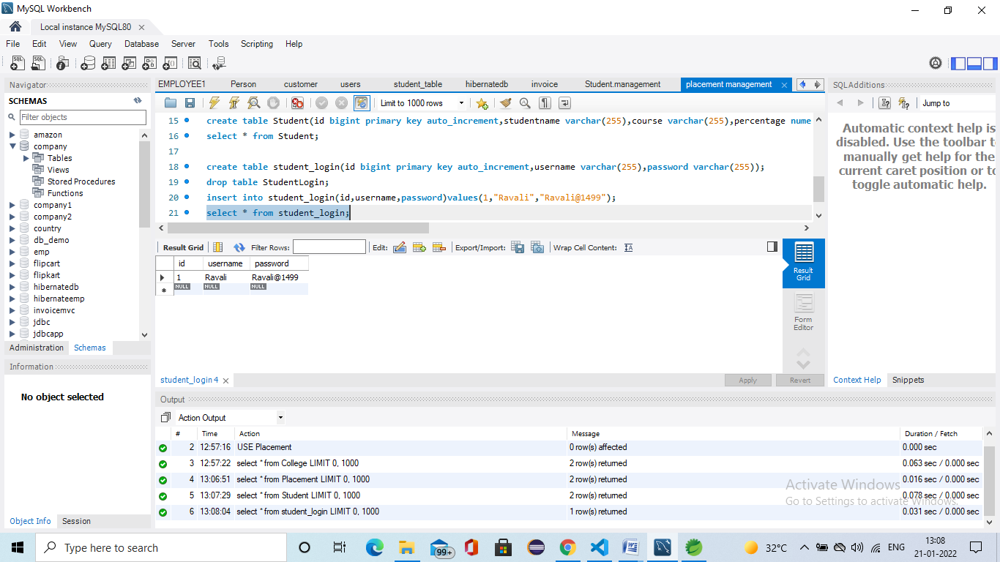 MySQL Workbench
Local instance MySQL80
File Edit View Query Database Server Tools Scripting Help
Navigator
SCHEMAS
Filter objects
amazon
company
Tables
Views
Stored Procedures
Functions
company1
company2
country
db_demo
emp
flipcart
flipkart
hibernatedb
hibernateemp
invoicemvc
jdbc
jdbcapp
Administration Schemas
Information
No object selected
Object Info Session
EMPLOYEE1 Person customer users student_table hibernatedb invoice Student.management placement management
Limit to 1000 rows
15 create table Student(id bigint primary key auto_increment,studentname varchar(255),course varchar(255),percentage nume
16 select * from Student;
17
18 create table student_login(id bigint primary key auto_increment,username varchar(255),password varchar(255));
19 drop table StudentLogin;
20 insert into student_login(id,username,password)values(1,"Ravali","Ravali@1499");
21 select * from student_login;
Result Grid Filter Rows: Edit: Export/Import: Wrap Cell Content:
id username password
1 Ravali Ravali@1499
NULL NULL NULL
Result Grid
Form Editor
student_login 4 Apply Revert
SQLAdditions
Jump to
Automatic context help is
disabled. Use the toolbar t
manually get help for the
current caret position or to
toggle automatic help.
Context Help Snippets
Output
Action Output
# Time Action Message Duration / Fetch
2 12:57:16 USE Placement 0 row(s) affected 0.000 sec
3 12:57:22 select * from College LIMIT 0, 1000 2 row(s) returned 0.063 sec / 0.000 sec
4 13:06:51 select * from Placement LIMIT 0, 1000 2 row(s) returned 0.016 sec / 0.000 sec
5 13:07:29 select * from Student LIMIT 0, 1000 2 row(s) returned 0.078 sec / 0.000 sec
6 13:08:04 select * from student_login LIMIT 0, 1000 1 row(s) returned 0.031 sec / 0.000 sec
Activate Windows
Go to Settings to activate Windows.
Type here to search
99+
32°C
ENG
13:08
21-01-2022